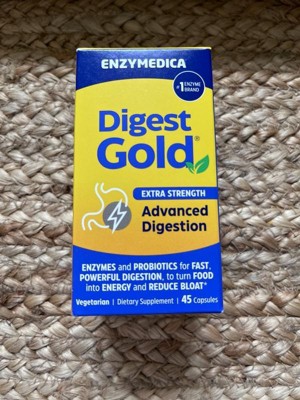 ENZYMEDICA
#1 ENZYME
BRAND
Digest
Gold®
EXTRA STRENGTH
Advanced
Digestion
ENZYMES and PROBIOTICS for FAST,
POWERFUL DIGESTION, to turn FOOD
into ENERGY and REDUCE BLOAT*
Vegetarian | Dietary Supplement | 45 Capsules